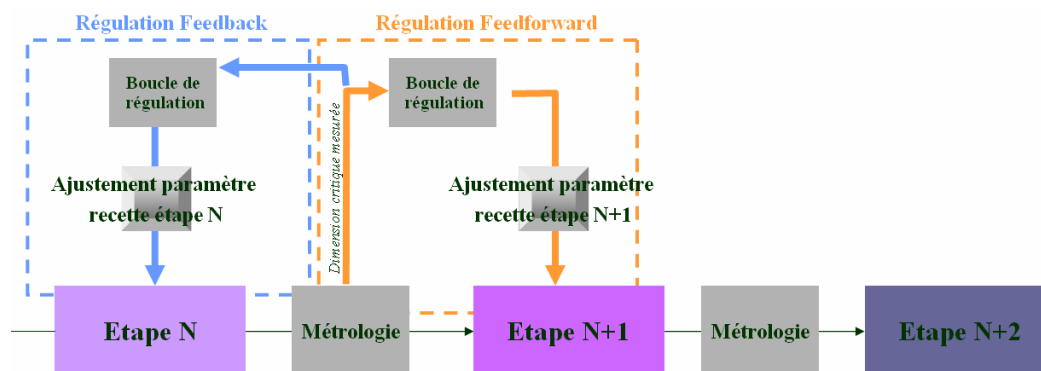 Régulation Feedback
Régulation Feedforward
Boucle de
régulation
Boucle de
régulation
Dimension critique mesurée
Ajustement paramètre
recette étape N
Ajustement paramètre
recette étape N+1
Etape N
Métrologie
Etape N+1
Métrologie
Etape N+2